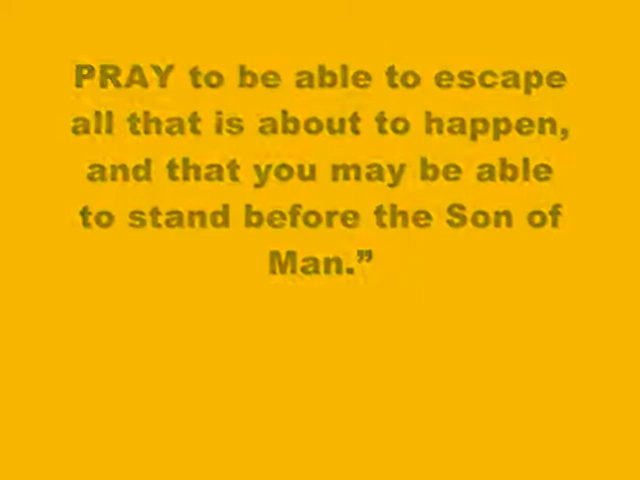 PRAY to be able to escape
all that is about to happen,
and that you may be able
to stand before the Son of
Man.”